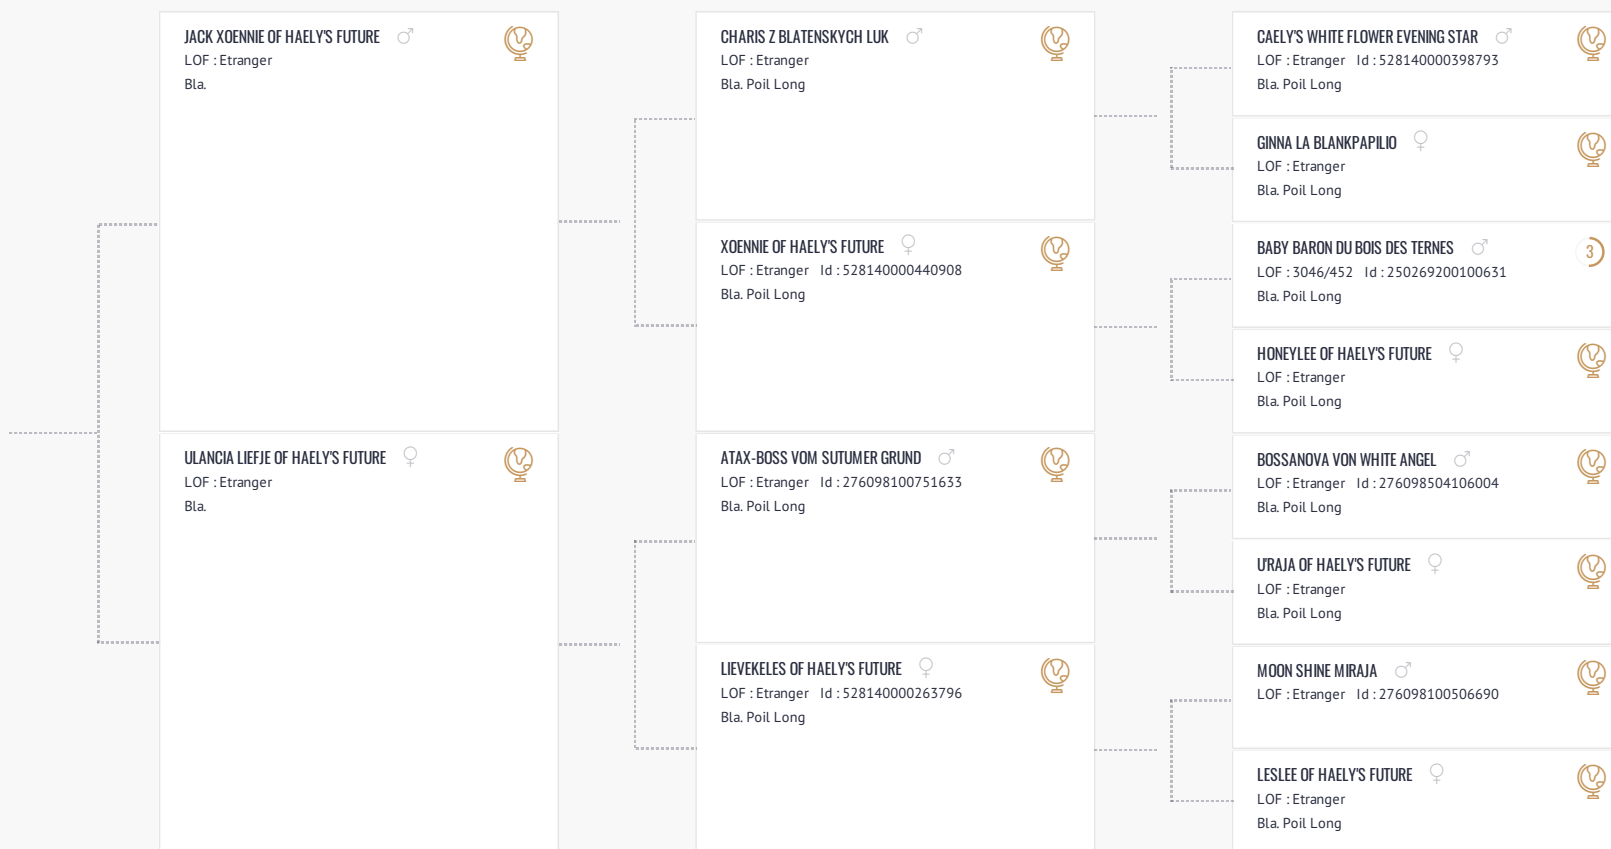 JACK XOENNIE OF HAELY'S FUTURE
LOF : Etranger
Bla.
ULANCIA LIEFJE OF HAELY'S FUTURE
LOF : Etranger
Bla.
CHARIS Z BLATENSKYCH LUK
LOF : Etranger
Bla. Poil Long
XOENNIE OF HAELY'S FUTURE
LOF : Etranger Id : 528140000440908
Bla. Poil Long
ATAX-BOSS VOM SUTUMER GRUND
LOF : Etranger Id : 276098100751633
Bla. Poil Long
LIEVEKELES OF HAELY'S FUTURE
LOF : Etranger Id : 528140000263796
Bla. Poil Long
CAELY'S WHITE FLOWER EVENING STAR
LOF : Etranger Id : 528140000398793
Bla. Poil Long
GINNA LA BLANKPAPILIO
LOF : Etranger
Bla. Poil Long
BABY BARON DU BOIS DES TERNES
3
LOF : 3046/452 Id : 250269200100631
Bla. Poil Long
HONEYLEE OF HAELY'S FUTURE
LOF : Etranger
Bla. Poil Long
BOSSANOVA VON WHITE ANGEL
LOF : Etranger Id : 276098504106004
Bla. Poil Long
U'RAJA OF HAELY'S FUTURE
LOF : Etranger
Bla. Poil Long
MOON SHINE MIRAJA
LOF : Etranger Id : 276098100506690
LESLEE OF HAELY'S FUTURE
LOF : Etranger
Bla. Poil Long